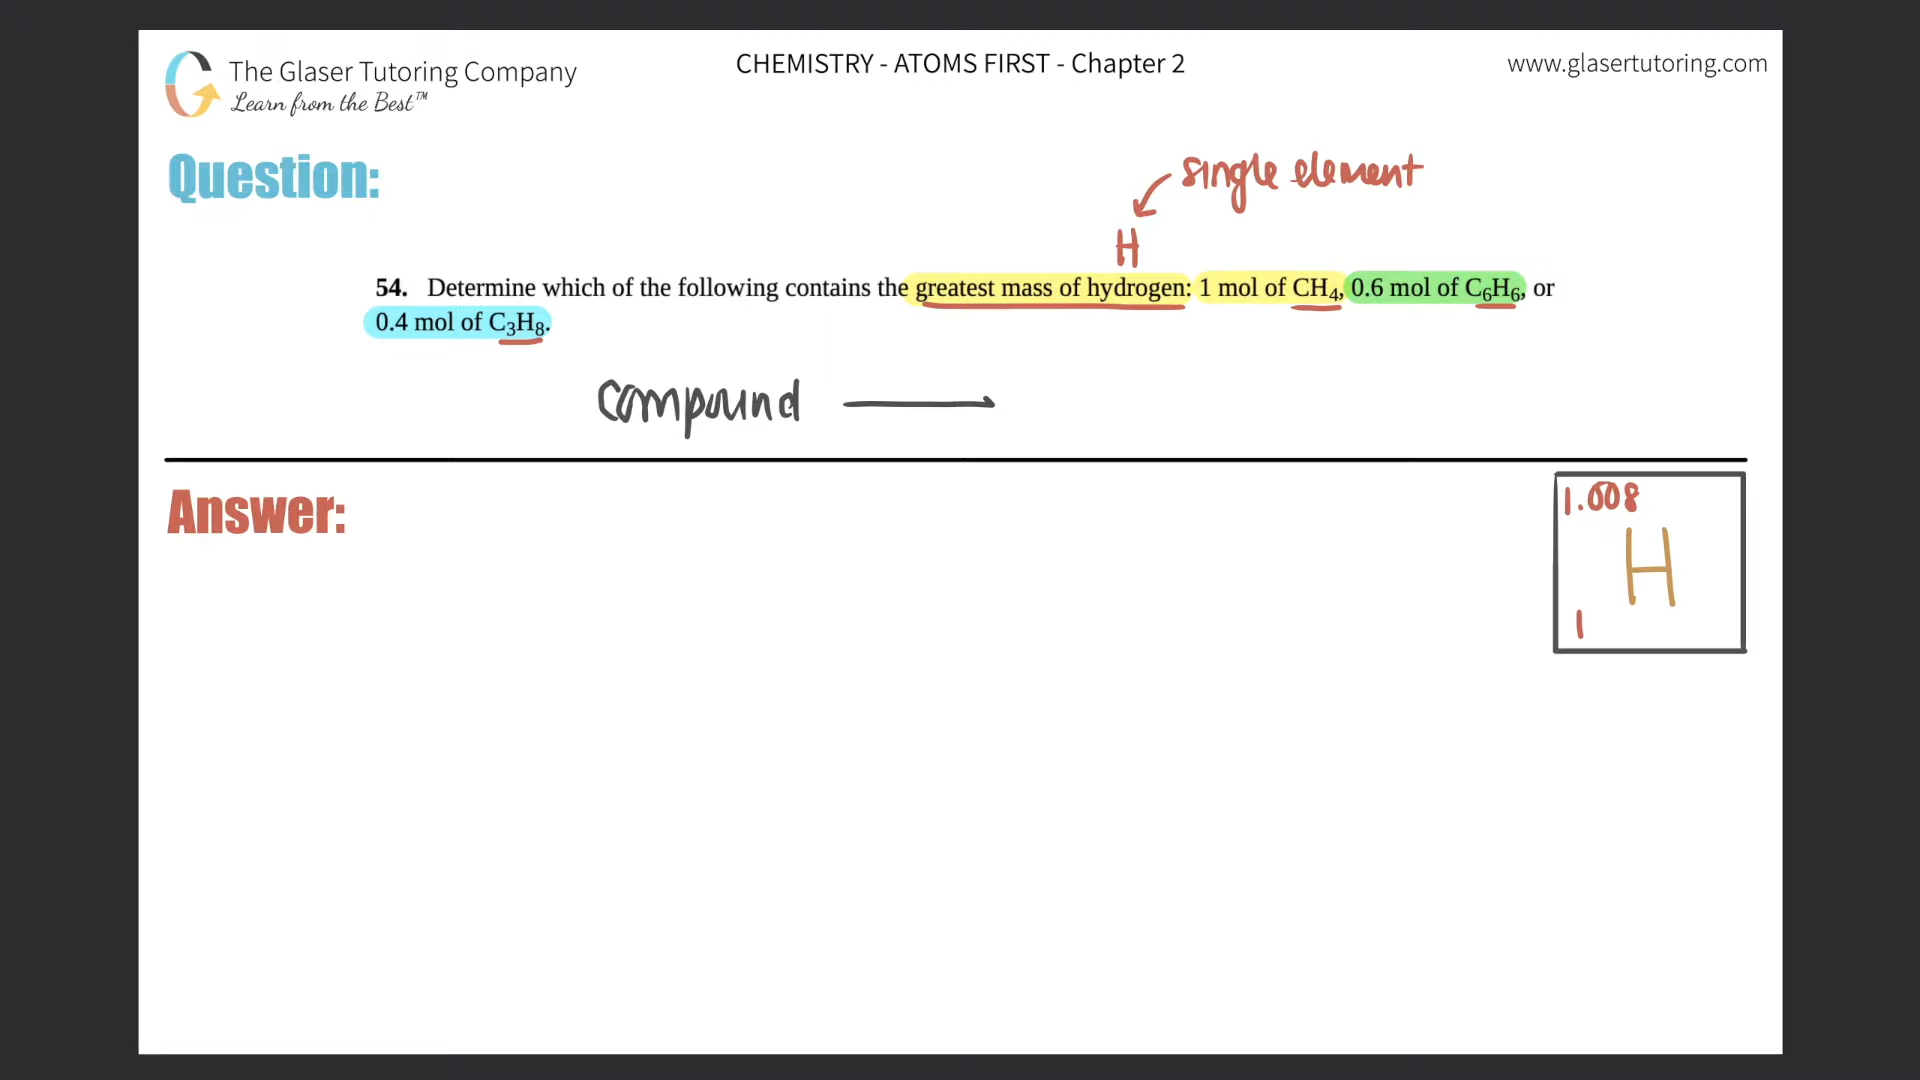 The Glaser Tutoring Company
Learn from the Best™
CHEMISTRY - ATOMS FIRST - Chapter 2
www.glasertutoring.com
Question:
single element
H
54. Determine which of the following contains the greatest mass of hydrogen: 1 mol of CH₄, 0.6 mol of C₆H₆, or
0.4 mol of C₃H₈.
compound
Answer:
1.008
H
1